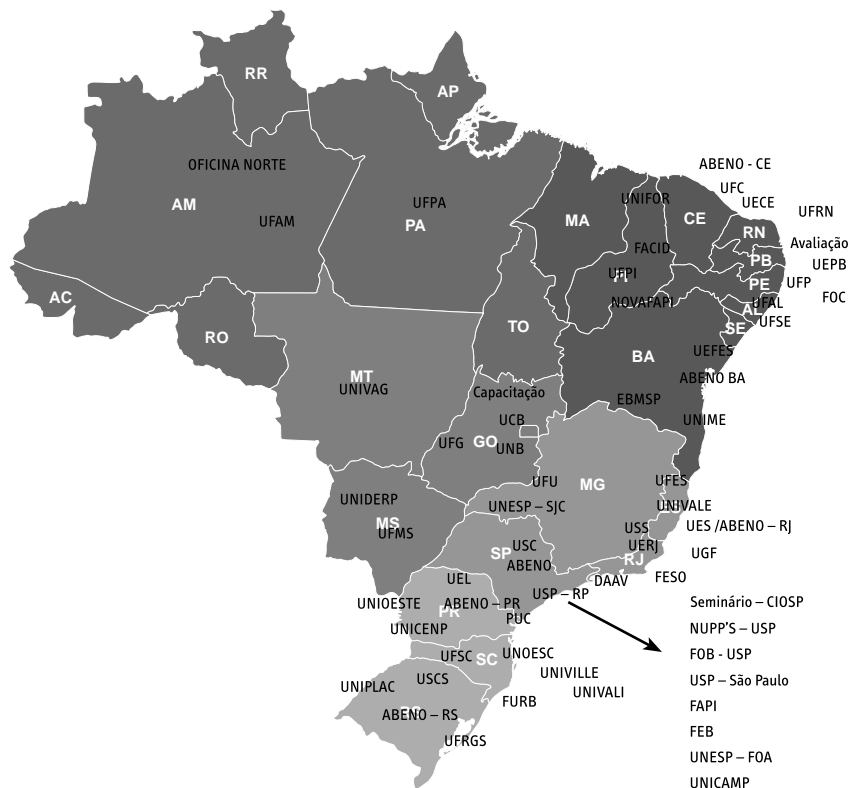 RR
AP
OFICINA NORTE
ABENO - CE
UFC
UECE
UFRN
UFPA
UNIFOR
AM
UFAM
PA
MA
CE
RN
Avaliação
FACID
PB
UEPB
UFPI
PI
PE
UFP
AC
NOVAFAPI
AL
UFAL
FOC
RO
TO
SE
UFSE
BA
UEFES
MT
UNIVAG
ABENO BA
Capacitação
EBMSP
UCB
UNIME
UFG
GO
UNB
UFU
MG
UFES
UNIDERP
UNESP – SJC
UNIVALE
MS
UFMS
USS
UES /ABENO – RJ
SP
USC
UERJ
UGF
RJ
ABENO
UEL
DAAV
FESO
USP – RP
UNIOESTE
ABENO – PR
PR
Seminário – CIOSP
PUC
UNICENP
NUPP'S – USP
UFSC
SC
UNOESC
FOB - USP
UNIVILLE
USCS
USP – São Paulo
UNIPLAC
UNIVALI
FURB
FAPI
ABENO – RS
FEB
UFRGS
UNESP – FOA
UNICAMP